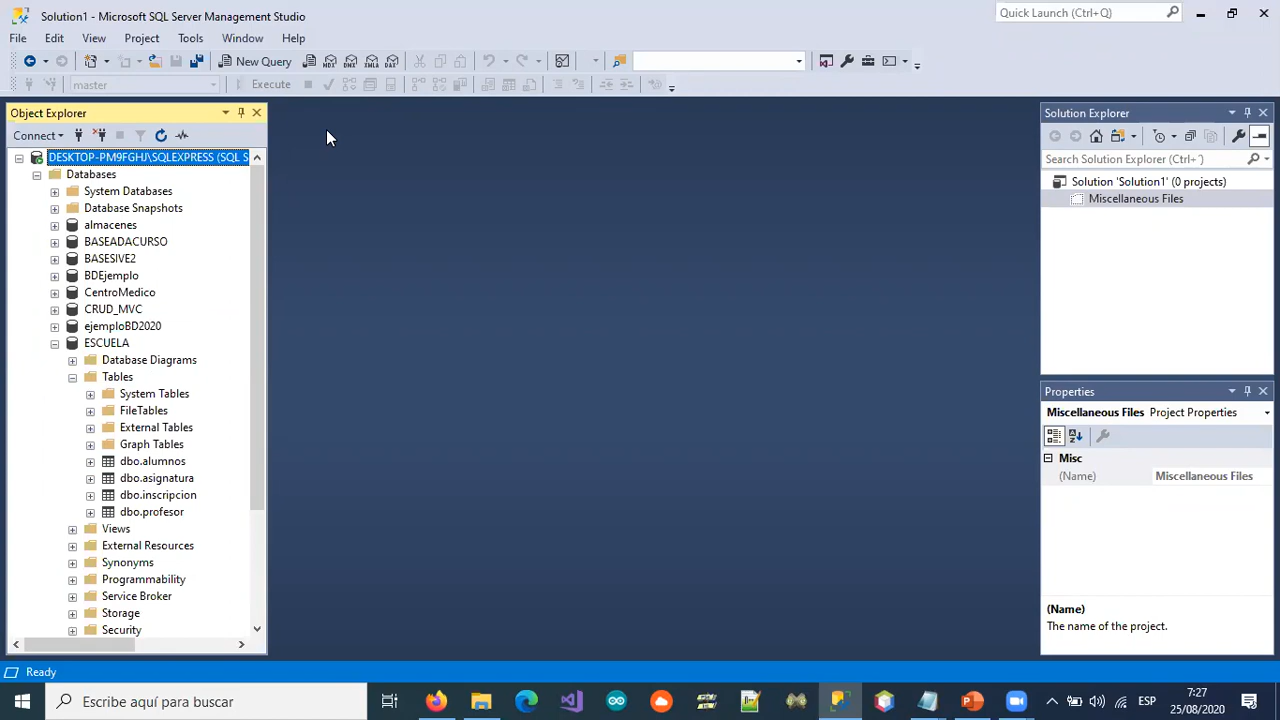 Solution1 - Microsoft SQL Server Management Studio
Quick Launch (Ctrl+Q)
File Edit View Project Tools Window Help
New Query
MDX DMX XMLA DAX
master
Execute
Object Explorer
Connect
DESKTOP-PM9FGHJ\SQLEXPRESS (SQL S
Databases
System Databases
Database Snapshots
almacenes
BASEADACURSO
BASESIVE2
BDEjemplo
CentroMedico
CRUD_MVC
ejemploBD2020
ESCUELA
Database Diagrams
Tables
System Tables
FileTables
External Tables
Graph Tables
dbo.alumnos
dbo.asignatura
dbo.inscripcion
dbo.profesor
Views
External Resources
Synonyms
Programmability
Service Broker
Storage
Security
Solution Explorer
Search Solution Explorer (Ctrl+´)
Solution 'Solution1' (0 projects)
Miscellaneous Files
Properties
Miscellaneous Files Project Properties
Misc
(Name) Miscellaneous Files
(Name)
The name of the project.
Ready
Escribe aquí para buscar
ESP
7:27
25/08/2020